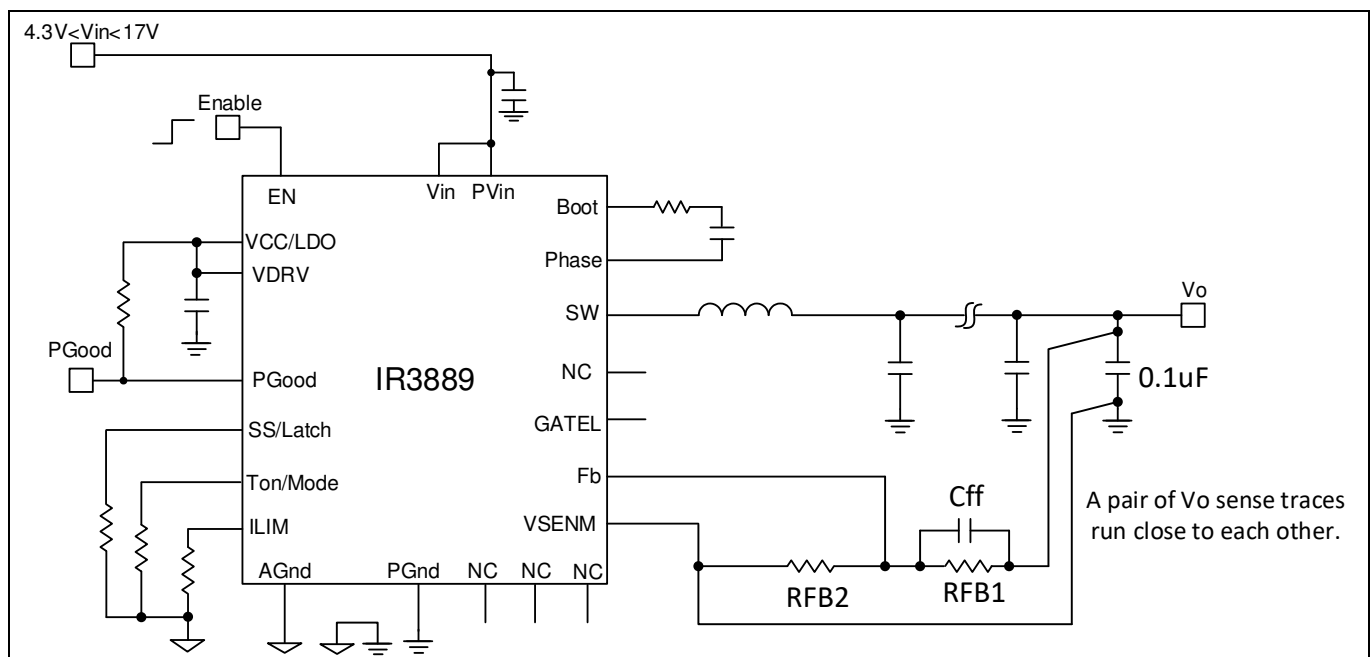 4.3V<Vin<17V
Enable
EN
Vin
PVin
Boot
VCC/LDO
Phase
VDRV
Vo
SW
PGood
PGood
IR3889
NC
0.1uF
GATEL
SS/Latch
Fb
Ton/Mode
Cff
A pair of Vo sense traces
run close to each other.
ILIM
VSENM
AGnd
PGnd
NC
NC
NC
RFB2
RFB1